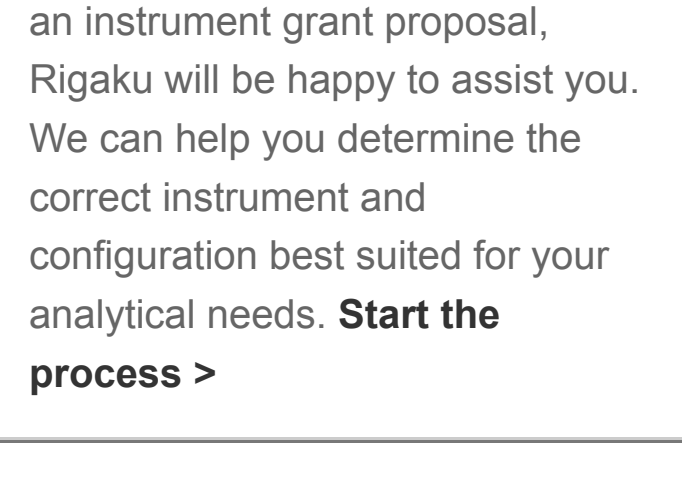 an instrument grant proposal,
Rigaku will be happy to assist you.
We can help you determine the
correct instrument and
configuration best suited for your
analytical needs. Start the
process >